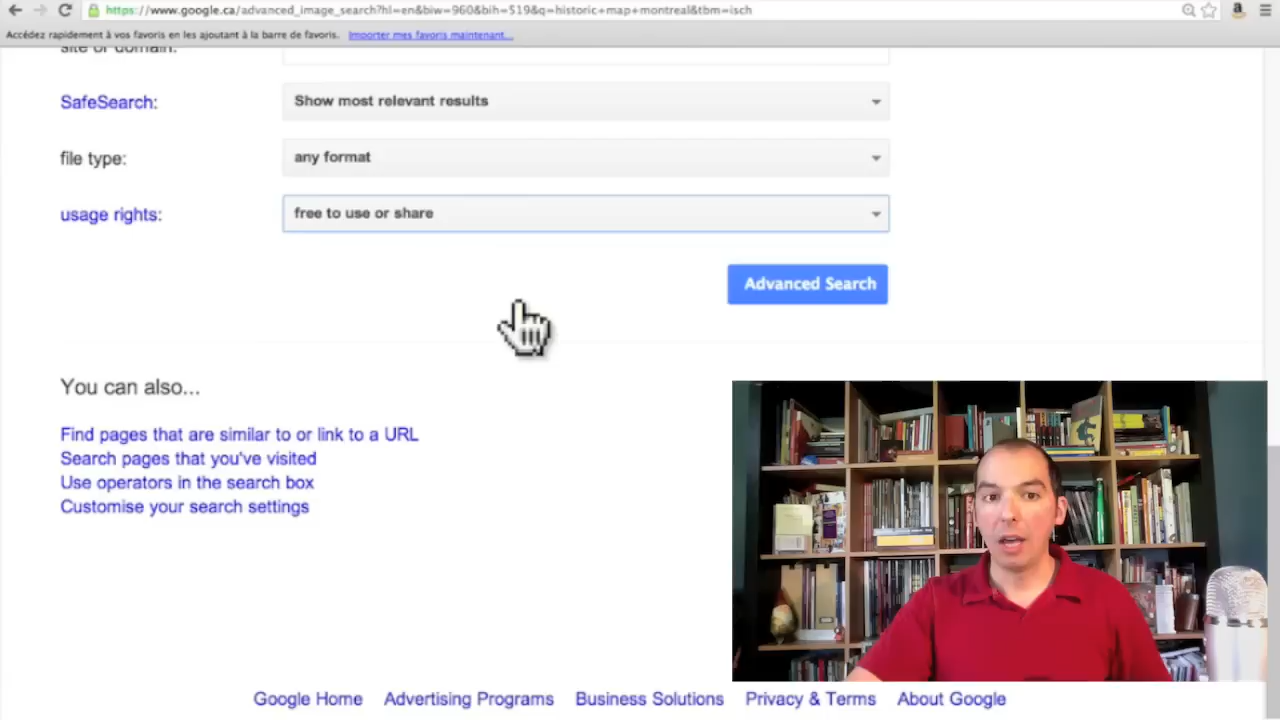 https://www.google.ca/advanced_image_search?hl=en&biw=960&bih=519&q=historic+map+montreal&tbm=isch
Accédez rapidement à vos favoris en les ajoutant à la barre de favoris. Importer mes favoris maintenant...
site or domain:
SafeSearch: Show most relevant results
file type: any format
usage rights: free to use or share
Advanced Search
You can also...
Find pages that are similar to or link to a URL
Search pages that you've visited
Use operators in the search box
Customise your search settings
Google Home Advertising Programs Business Solutions Privacy & Terms About Google